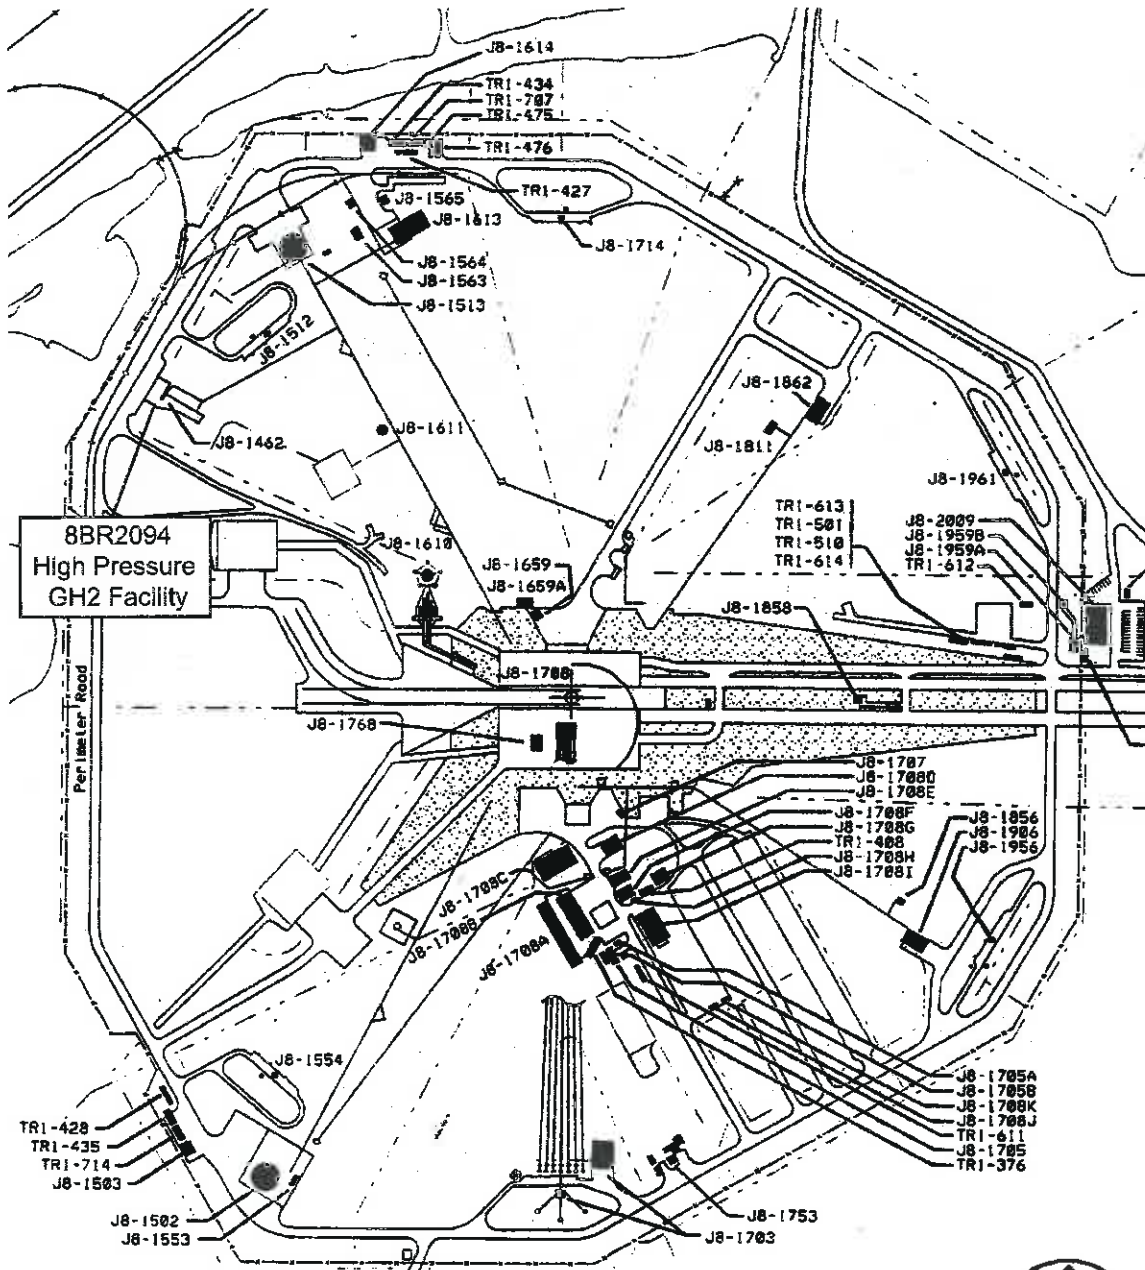 J8-1614
TR1-434
TR1-707
TR1-475
TR1-476
TR1-427
J8-1565
J8-1613
J8-1714
J8-1564
J8-1563
J8-1513
J8-1512
J8-1862
J8-1611
J8-1462
J8-1811
J8-1961
TR1-613
TR1-501
TR1-510
TR1-614
J8-2009
J8-1959B
J8-1959A
TR1-612
8BR2094
High Pressure
GH2 Facility
J8-1610
J8-1659
J8-1659A
J8-1858
J8-1708
J8-1768
Perimeter Road
J8-1707
J8-1708D
J8-1708E
J8-1708F
J8-1708G
TR1-408
J8-1708H
J8-1708I
J8-1856
J8-1906
J8-1956
J8-1708C
J8-1708B
J8-1708A
J8-1554
J8-1705A
J8-1705B
J8-1708K
J8-1708J
TR1-611
J8-1705
TR1-376
TR1-428
TR1-435
TR1-714
J8-1503
J8-1502
J8-1553
J8-1753
J8-1703